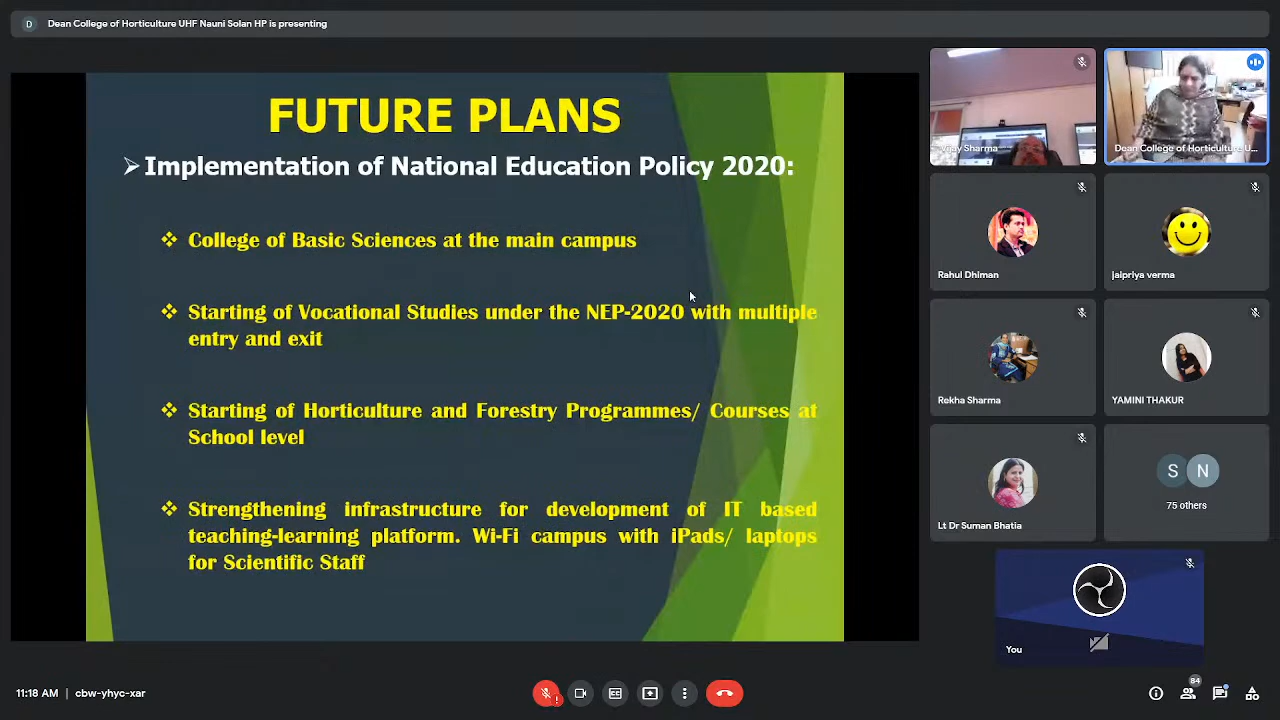 Dean College of Horticulture UHF Nauni Solan HP is presenting
D
FUTURE PLANS
Implementation of National Education Policy 2020:
College of Basic Sciences at the main campus
Starting of Vocational Studies under the NEP-2020 with multiple
entry and exit
Starting of Horticulture and Forestry Programmes/ Courses at
School level
Strengthening infrastructure for development of IT based
teaching-learning platform. Wi-Fi campus with iPads/ laptops
for Scientific Staff
Vijay Sharma
Dean College of Horticulture U...
Rahul Dhiman
jaipriya verma
Rekha Sharma
YAMINI THAKUR
Lt Dr Suman Bhatia
S N
75 others
You
11:18 AM | cbw-yhyc-xar
84